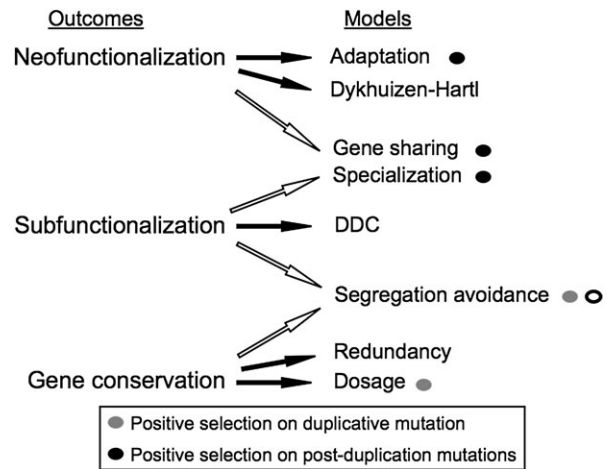 Outcomes Models
Neofunctionalization Adaptation
Dykhuizen-Hartl
Gene sharing
Specialization
Subfunctionalization DDC
Segregation avoidance
Redundancy
Gene conservation Dosage
Positive selection on duplicative mutation
Positive selection on post-duplication mutations